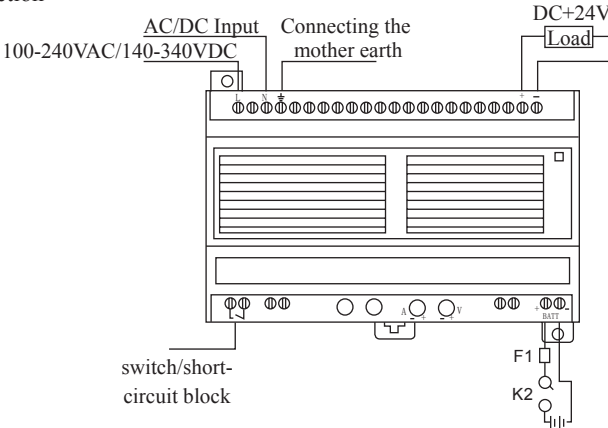 AC/DC Input
100-240VAC/140-340VDC
Connecting the
mother earth
DC+24V
Load
L N + −
A − +
− + V
+ −
BATT
switch/short-
circuit block
F1
K2